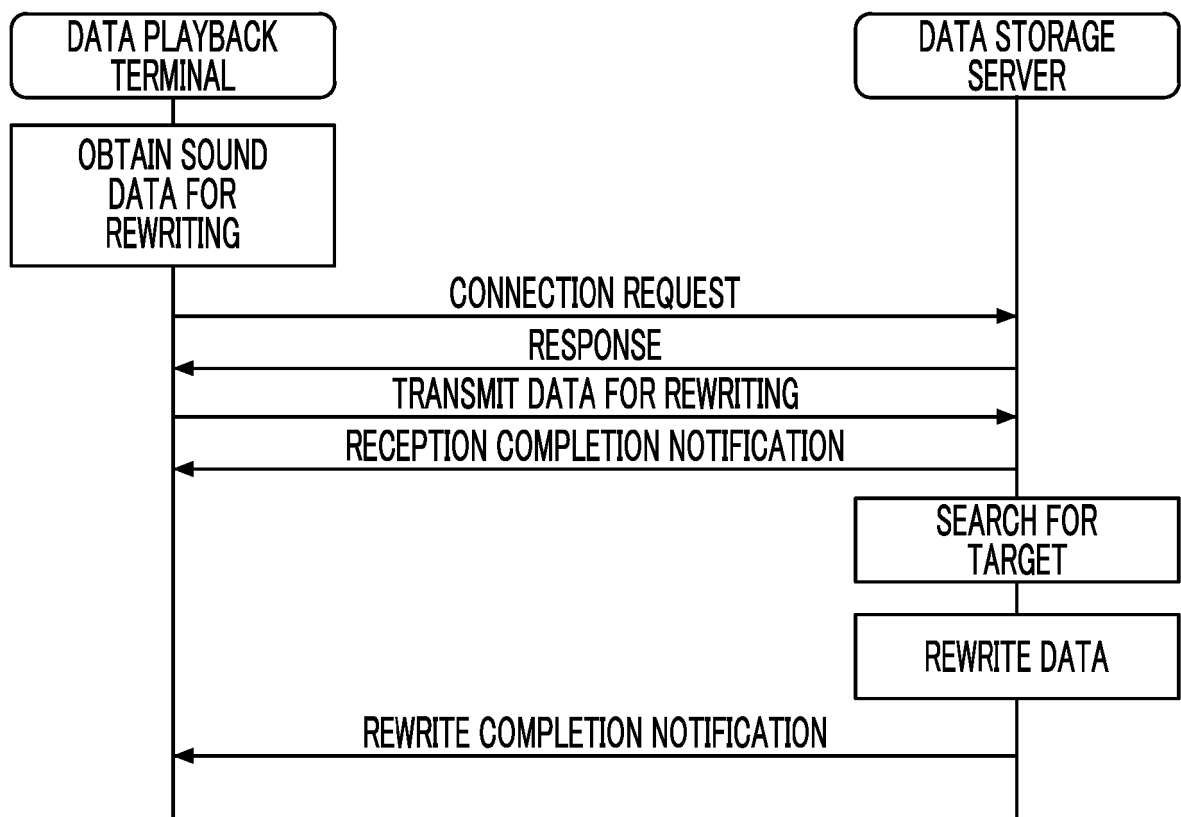 DATA PLAYBACK
TERMINAL
DATA STORAGE
SERVER
OBTAIN SOUND
DATA FOR
REWRITING
CONNECTION REQUEST
RESPONSE
TRANSMIT DATA FOR REWRITING
RECEPTION COMPLETION NOTIFICATION
SEARCH FOR
TARGET
REWRITE DATA
REWRITE COMPLETION NOTIFICATION